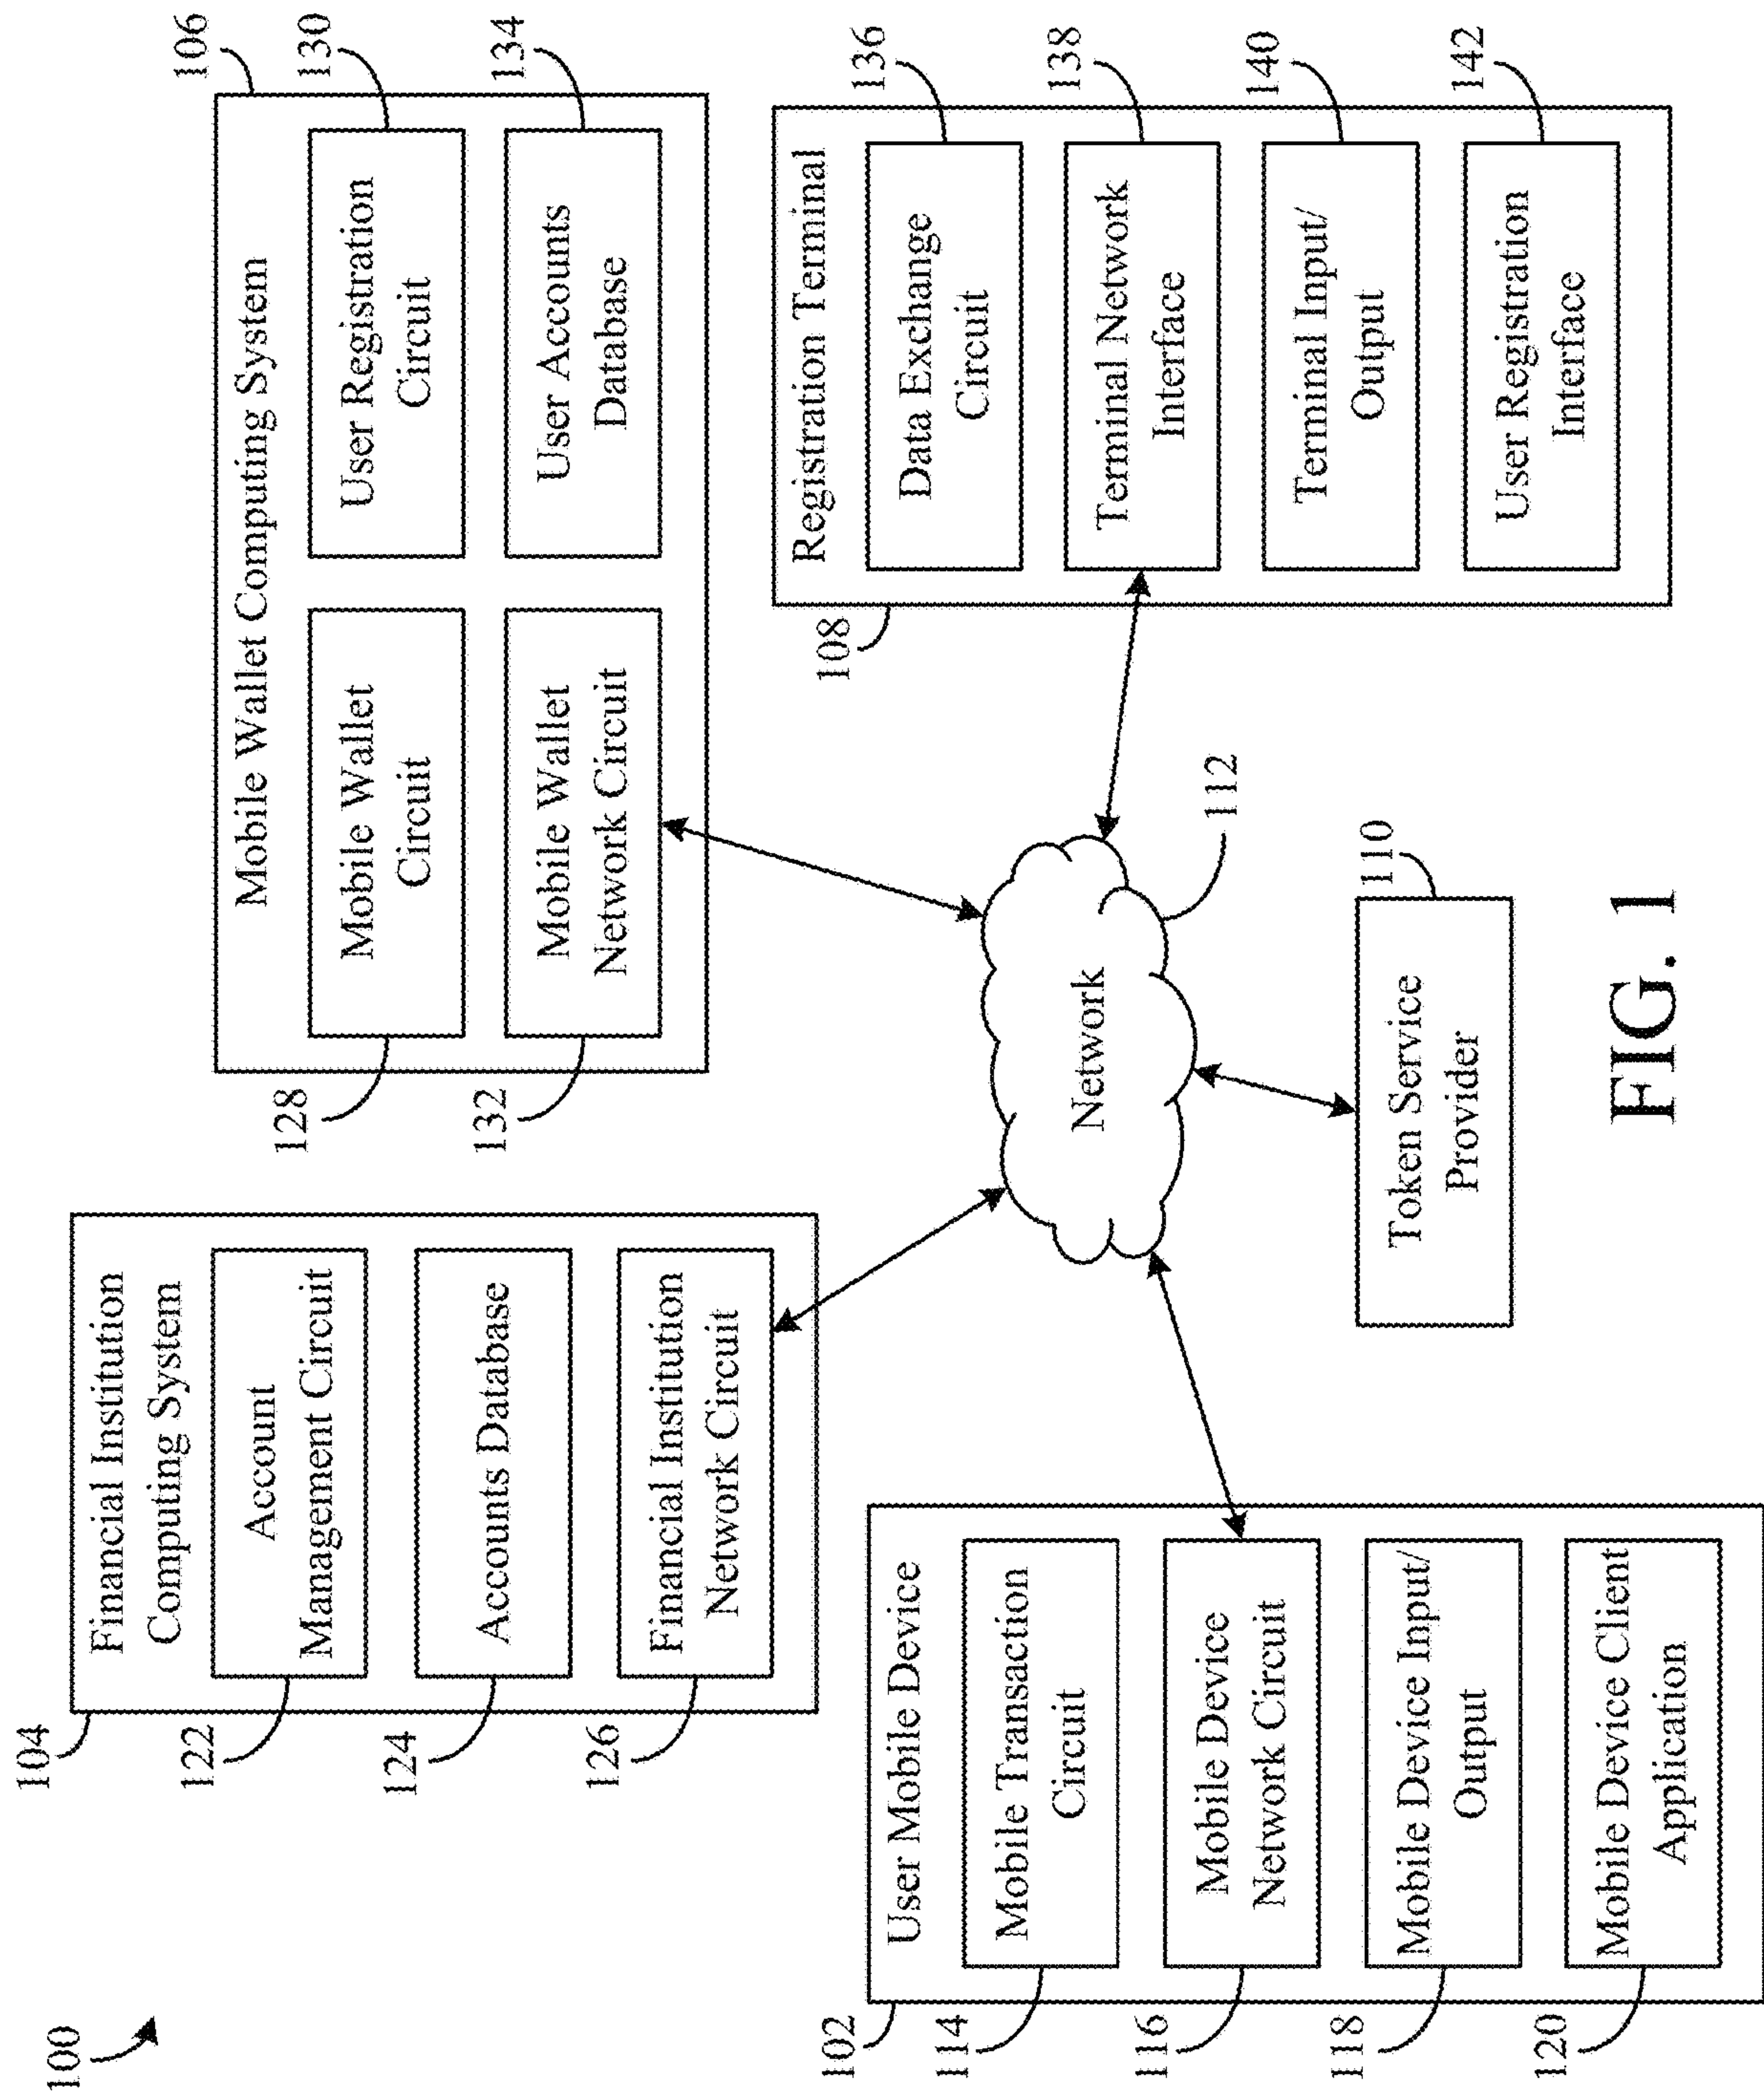 100
104
Financial Institution
Computing System
122
Account
Management Circuit
124
Accounts Database
126
Financial Institution
Network Circuit
106
Mobile Wallet Computing System
128
Mobile Wallet
Circuit
130
User Registration
Circuit
132
Mobile Wallet
Network Circuit
134
User Accounts
Database
102
User Mobile Device
114
Mobile Transaction
Circuit
116
Mobile Device
Network Circuit
118
Mobile Device Input/
Output
120
Mobile Device Client
Application
Network
112
Token Service
Provider
110
108
Registration Terminal
136
Data Exchange
Circuit
138
Terminal Network
Interface
140
Terminal Input/
Output
142
User Registration
Interface
FIG. 1